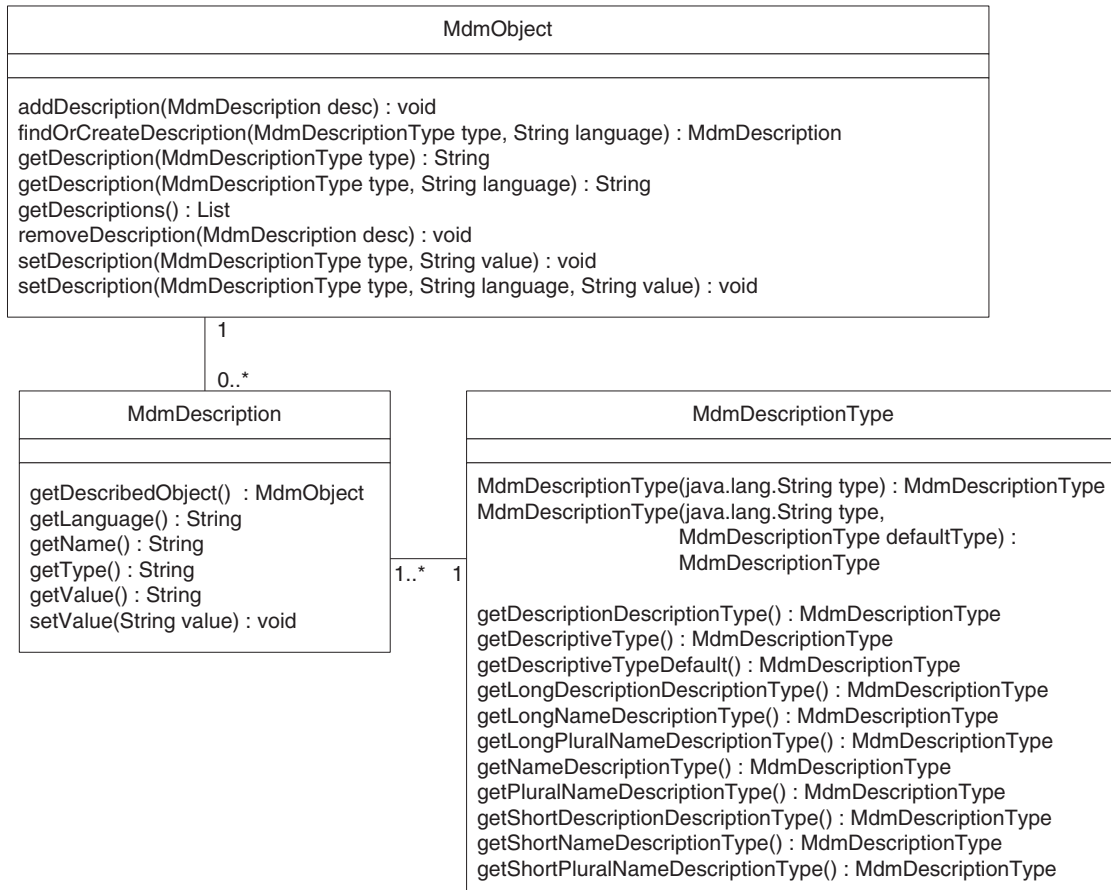 MdmObject
addDescription(MdmDescription desc) : void
findOrCreateDescription(MdmDescriptionType type, String language) : MdmDescription
getDescription(MdmDescriptionType type) : String
getDescription(MdmDescriptionType type, String language) : String
getDescriptions() : List
removeDescription(MdmDescription desc) : void
setDescription(MdmDescriptionType type, String value) : void
setDescription(MdmDescriptionType type, String language, String value) : void
1
0..*
MdmDescription
getDescribedObject() : MdmObject
getLanguage() : String
getName() : String
getType() : String
getValue() : String
setValue(String value) : void
1..* 1
MdmDescriptionType
MdmDescriptionType(java.lang.String type) : MdmDescriptionType
MdmDescriptionType(java.lang.String type,
MdmDescriptionType defaultType) :
MdmDescriptionType
getDescriptionDescriptionType() : MdmDescriptionType
getDescriptiveType() : MdmDescriptionType
getDescriptiveTypeDefault() : MdmDescriptionType
getLongDescriptionDescriptionType() : MdmDescriptionType
getLongNameDescriptionType() : MdmDescriptionType
getLongPluralNameDescriptionType() : MdmDescriptionType
getNameDescriptionType() : MdmDescriptionType
getPluralNameDescriptionType() : MdmDescriptionType
getShortDescriptionDescriptionType() : MdmDescriptionType
getShortNameDescriptionType() : MdmDescriptionType
getShortPluralNameDescriptionType() : MdmDescriptionType